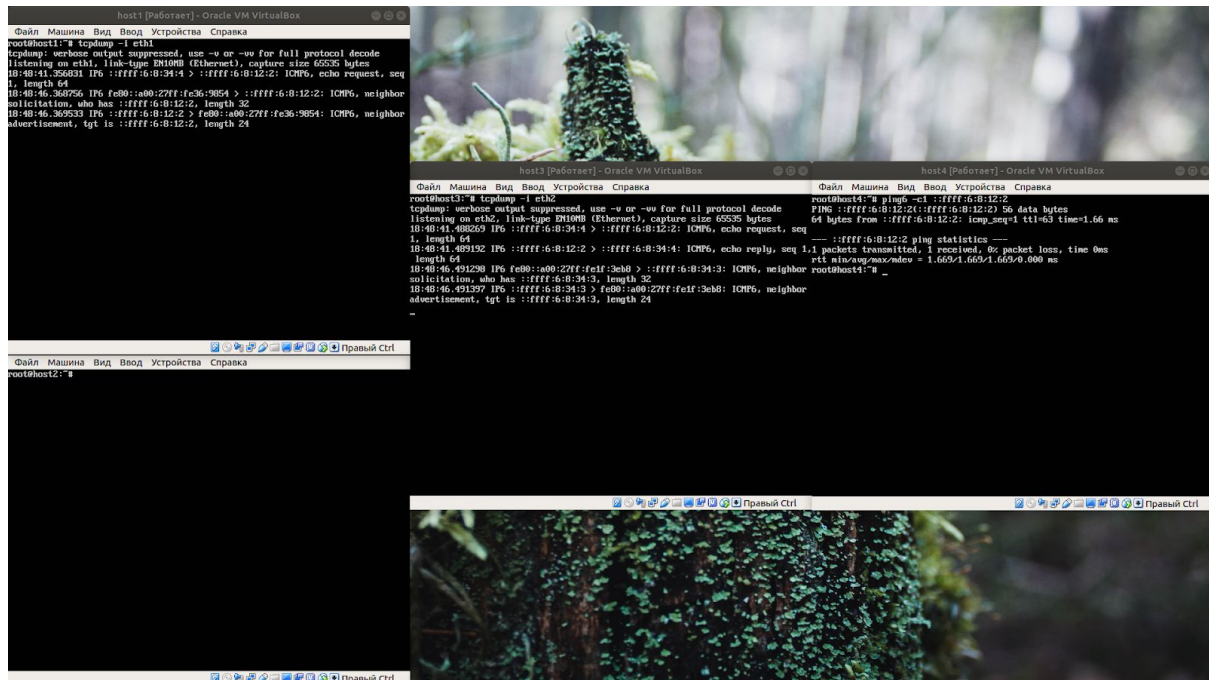 host1 [Работает] - Oracle VM VirtualBox
Файл Машина Вид Ввод Устройства Справка
root@host1:~# tcpdump -i eth1
tcpdump: verbose output suppressed, use -v or -vv for full protocol decode
listening on eth1, link-type EN10MB (Ethernet), capture size 65535 bytes
18:48:41.356831 IP6 ::ffff:6:8:34:4 > ::ffff:6:8:12:2: ICMP6, echo request, seq
1, length 64
18:48:46.368756 IP6 fe80::a00:27ff:fe36:9854 > ::ffff:6:8:12:2: ICMP6, neighbor
solicitation, who has ::ffff:6:8:12:2, length 32
18:48:46.369533 IP6 ::ffff:6:8:12:2 > fe80::a00:27ff:fe36:9854: ICMP6, neighbor
advertisement, tgt is ::ffff:6:8:12:2, length 24
Правый Ctrl
Файл Машина Вид Ввод Устройства Справка
root@host2:~#
Правый Ctrl
host3 [Работает] - Oracle VM VirtualBox
Файл Машина Вид Ввод Устройства Справка
root@host3:~# tcpdump -i eth2
tcpdump: verbose output suppressed, use -v or -vv for full protocol decode
listening on eth2, link-type EN10MB (Ethernet), capture size 65535 bytes
18:48:41.488269 IP6 ::ffff:6:8:34:4 > ::ffff:6:8:12:2: ICMP6, echo request, seq
1, length 64
18:48:41.489192 IP6 ::ffff:6:8:12:2 > ::ffff:6:8:34:4: ICMP6, echo reply, seq 1,
length 64
18:48:46.491298 IP6 fe80::a00:27ff:fe1f:3eb8 > ::ffff:6:8:34:3: ICMP6, neighbor
solicitation, who has ::ffff:6:8:34:3, length 32
18:48:46.491397 IP6 ::ffff:6:8:34:3 > fe80::a00:27ff:fe1f:3eb8: ICMP6, neighbor
advertisement, tgt is ::ffff:6:8:34:3, length 24
Правый Ctrl
host4 [Работает] - Oracle VM VirtualBox
Файл Машина Вид Ввод Устройства Справка
root@host4:~# ping6 -c1 ::ffff:6:8:12:2
PING ::ffff:6:8:12:2(::ffff:6:8:12:2) 56 data bytes
64 bytes from ::ffff:6:8:12:2: icmp_seq=1 ttl=63 time=1.66 ms
--- ::ffff:6:8:12:2 ping statistics ---
1 packets transmitted, 1 received, 0% packet loss, time 0ms
rtt min/avg/max/mdev = 1.669/1.669/1.669/0.000 ms
root@host4:~# _
Правый Ctrl